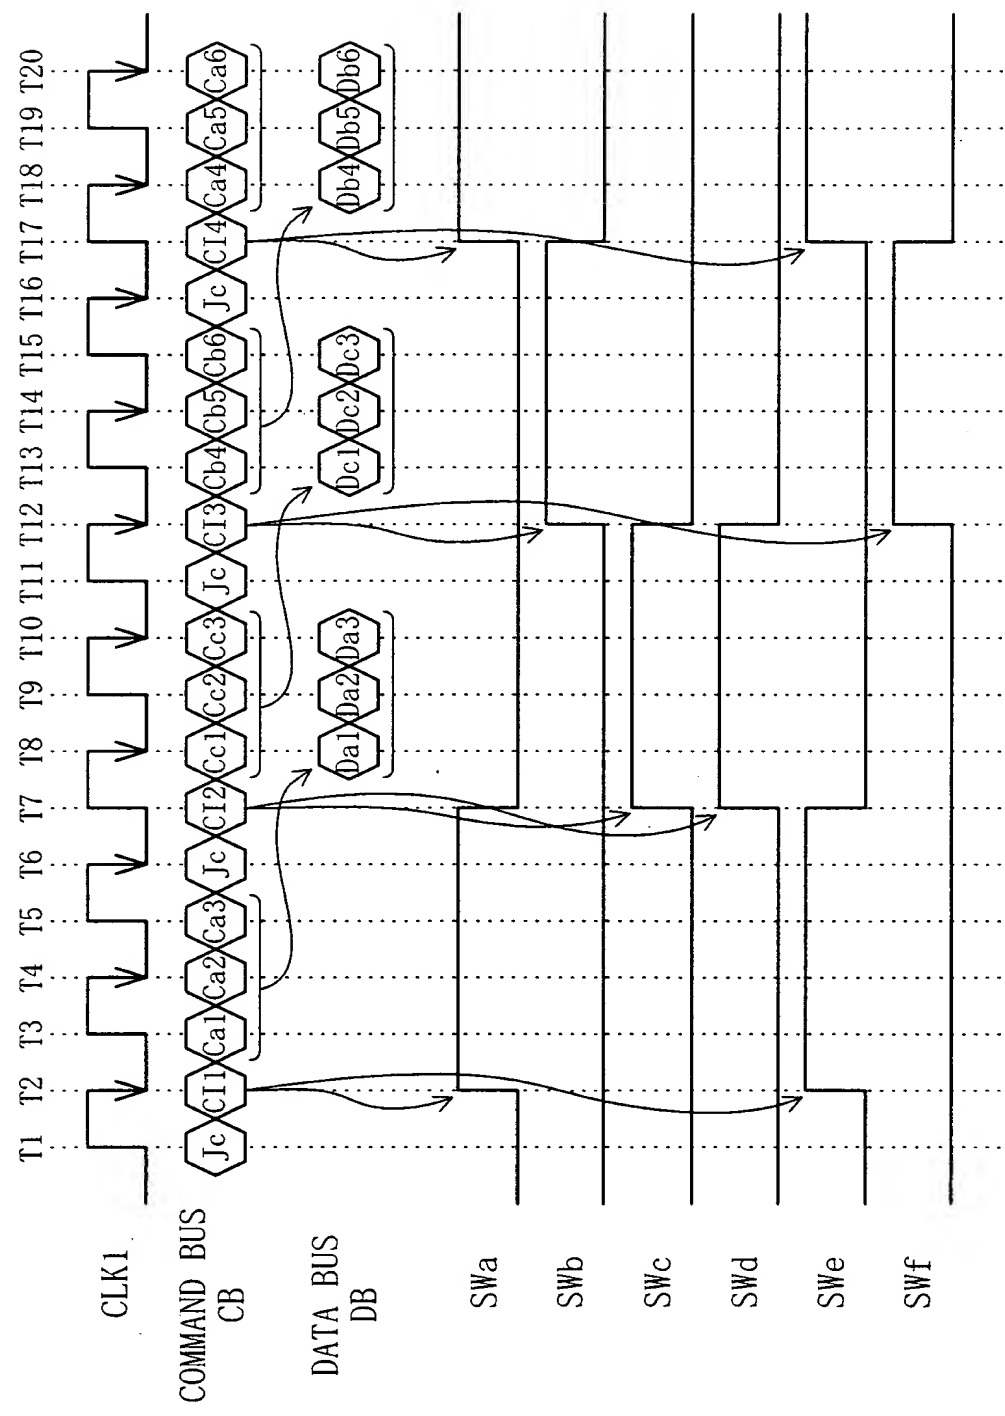 T1 T2 T3 T4 T5 T6 T7 T8 T9 T10 T11 T12 T13 T14 T15 T16 T17 T18 T19 T20
CLK1
COMMAND BUS
CB
Jc CI1 Ca1 Ca2 Ca3 Jc CI2 Cc1 Cc2 Cc3 Jc CI3 Cb4 Cb5 Cb6 Jc CI4 Ca4 Ca5 Ca6
DATA BUS
DB
Da1 Da2 Da3 Dc1 Dc2 Dc3 Db4 Db5 Db6
SWa
SWb
SWc
SWd
SWe
SWf